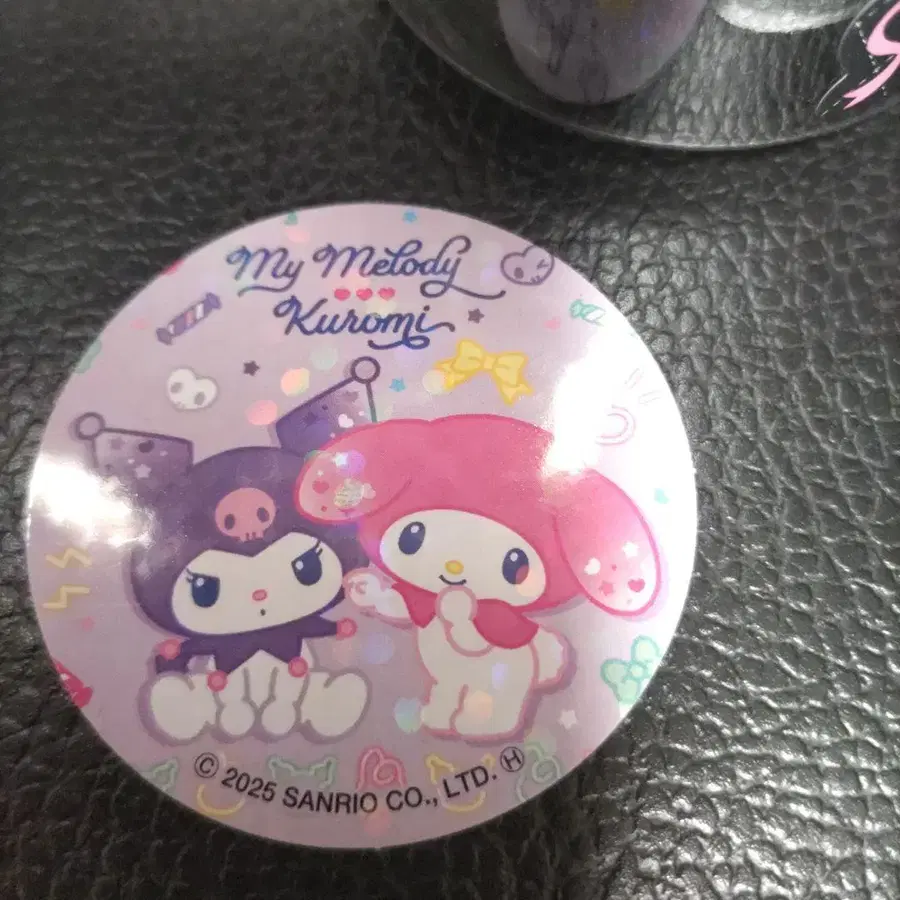 My Melody
Kuromi
© 2025 SANRIO CO., LTD. Ⓗ